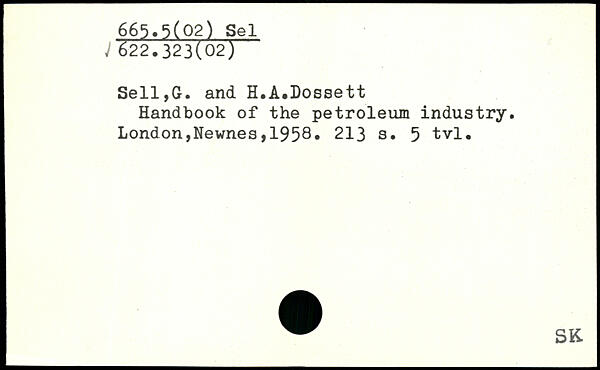 665.5(02) Sel
√622.323(02)
Sell,G. and H.A.Dossett
Handbook of the petroleum industry.
London,Newnes,1958. 213 s. 5 tvl.
SK